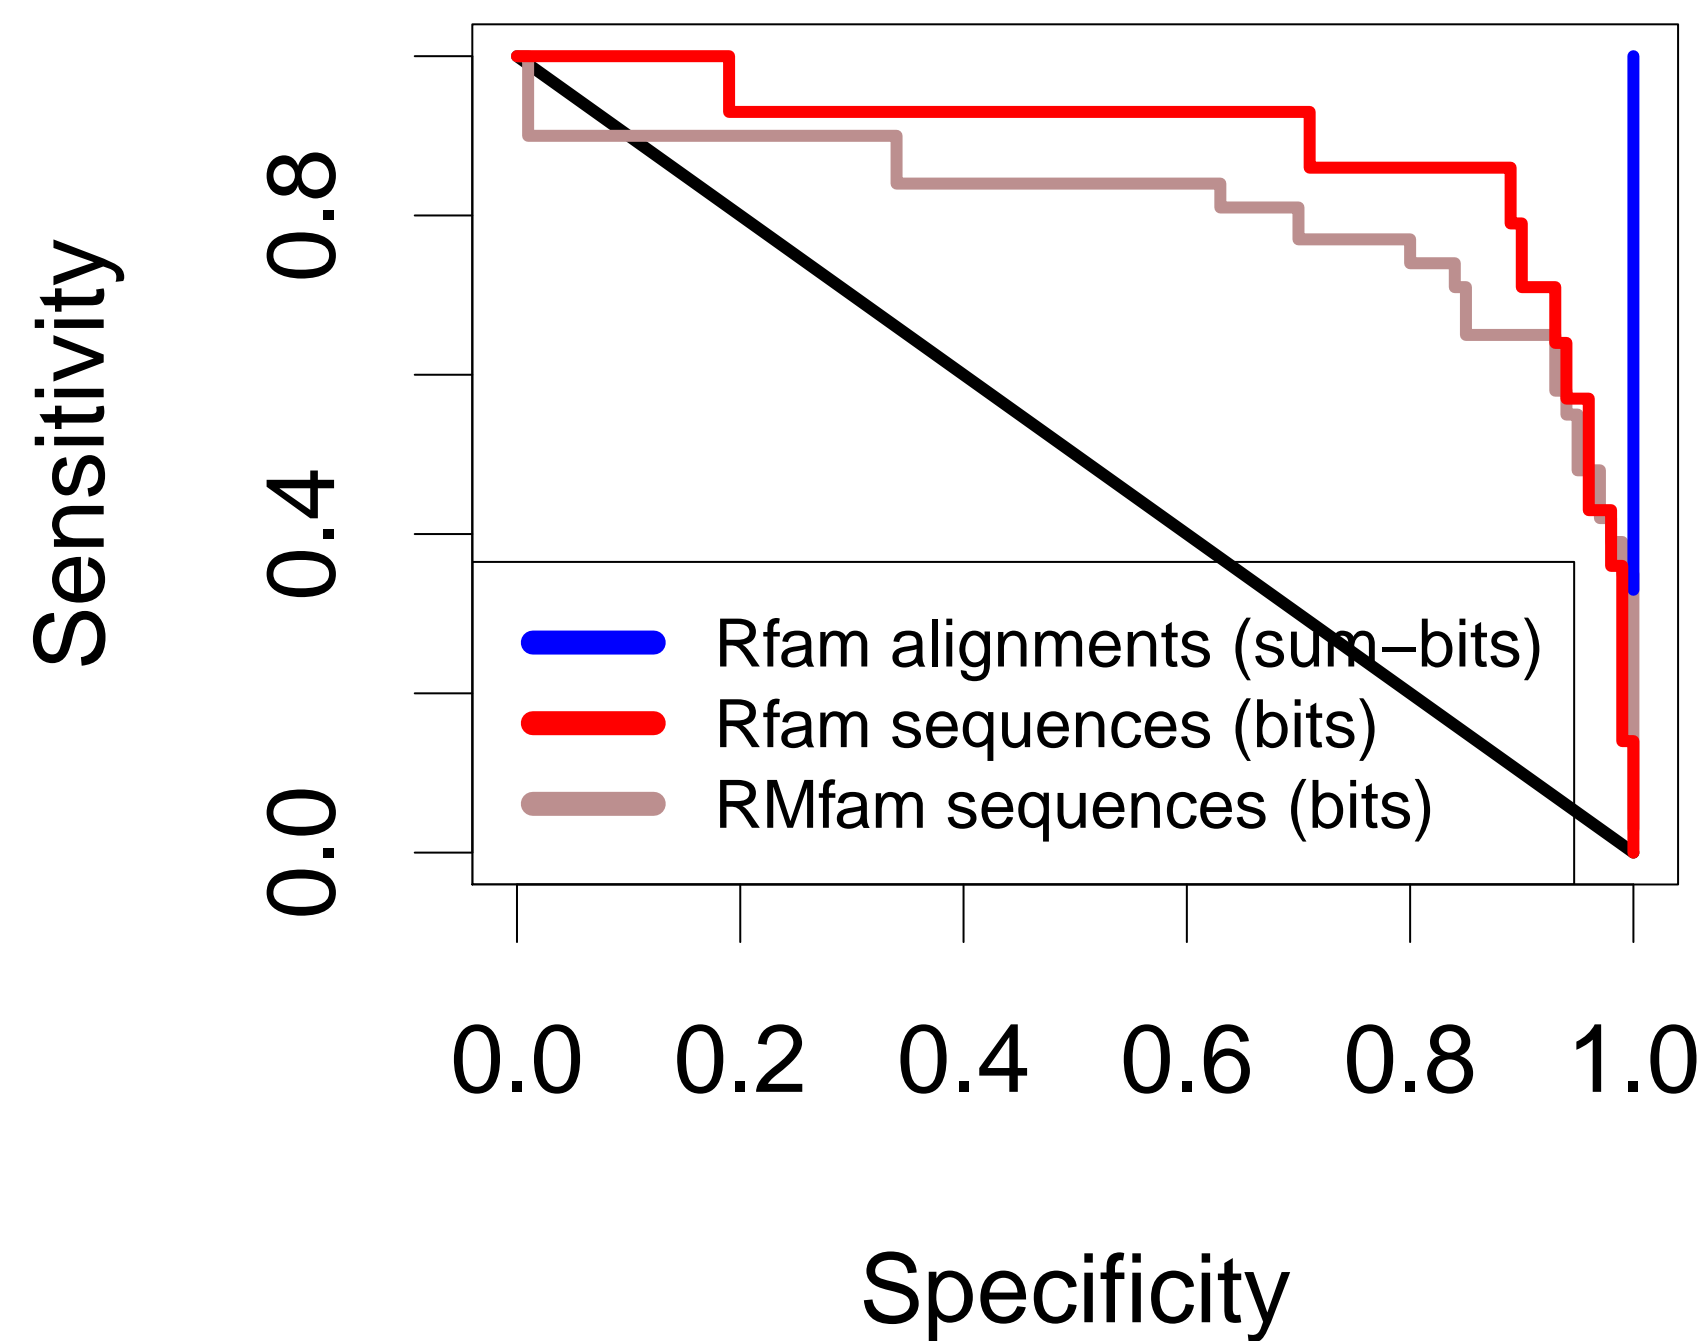 Sensitivity
0.8
0.4
0.0
Rfam alignments (sum−bits)
Rfam sequences (bits)
RMfam sequences (bits)
0.0 0.2 0.4 0.6 0.8 1.0
Specificity